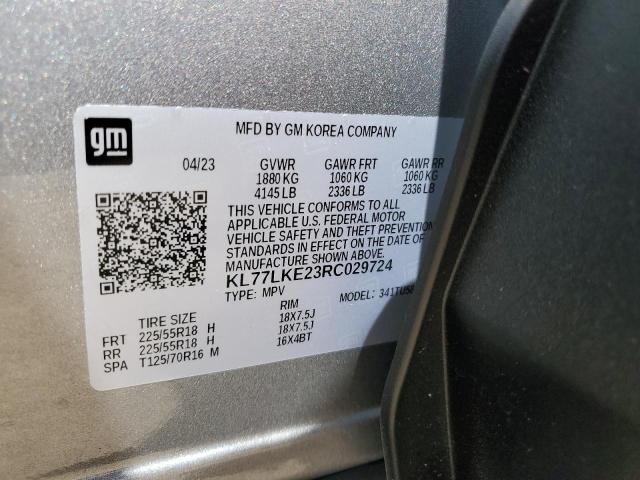 gm
MFD BY GM KOREA COMPANY
04/23 GVWR GAWR FRT GAWR RR
1880 KG 1060 KG 1060 KG
4145 LB 2336 LB 2336 LB
THIS VEHICLE CONFORMS TO ALL
APPLICABLE U.S. FEDERAL MOTOR
VEHICLE SAFETY AND THEFT PREVENTION
STANDARDS IN EFFECT ON THE DATE OF
MANUFACTURE SHOWN ABOVE.
KL77LKE23RC029724
TYPE: MPV MODEL: 341TU58
TIRE SIZE RIM
FRT 225/55R18 H 18X7.5J
RR 225/55R18 H 18X7.5J
SPA T125/70R16 M 16X4BT